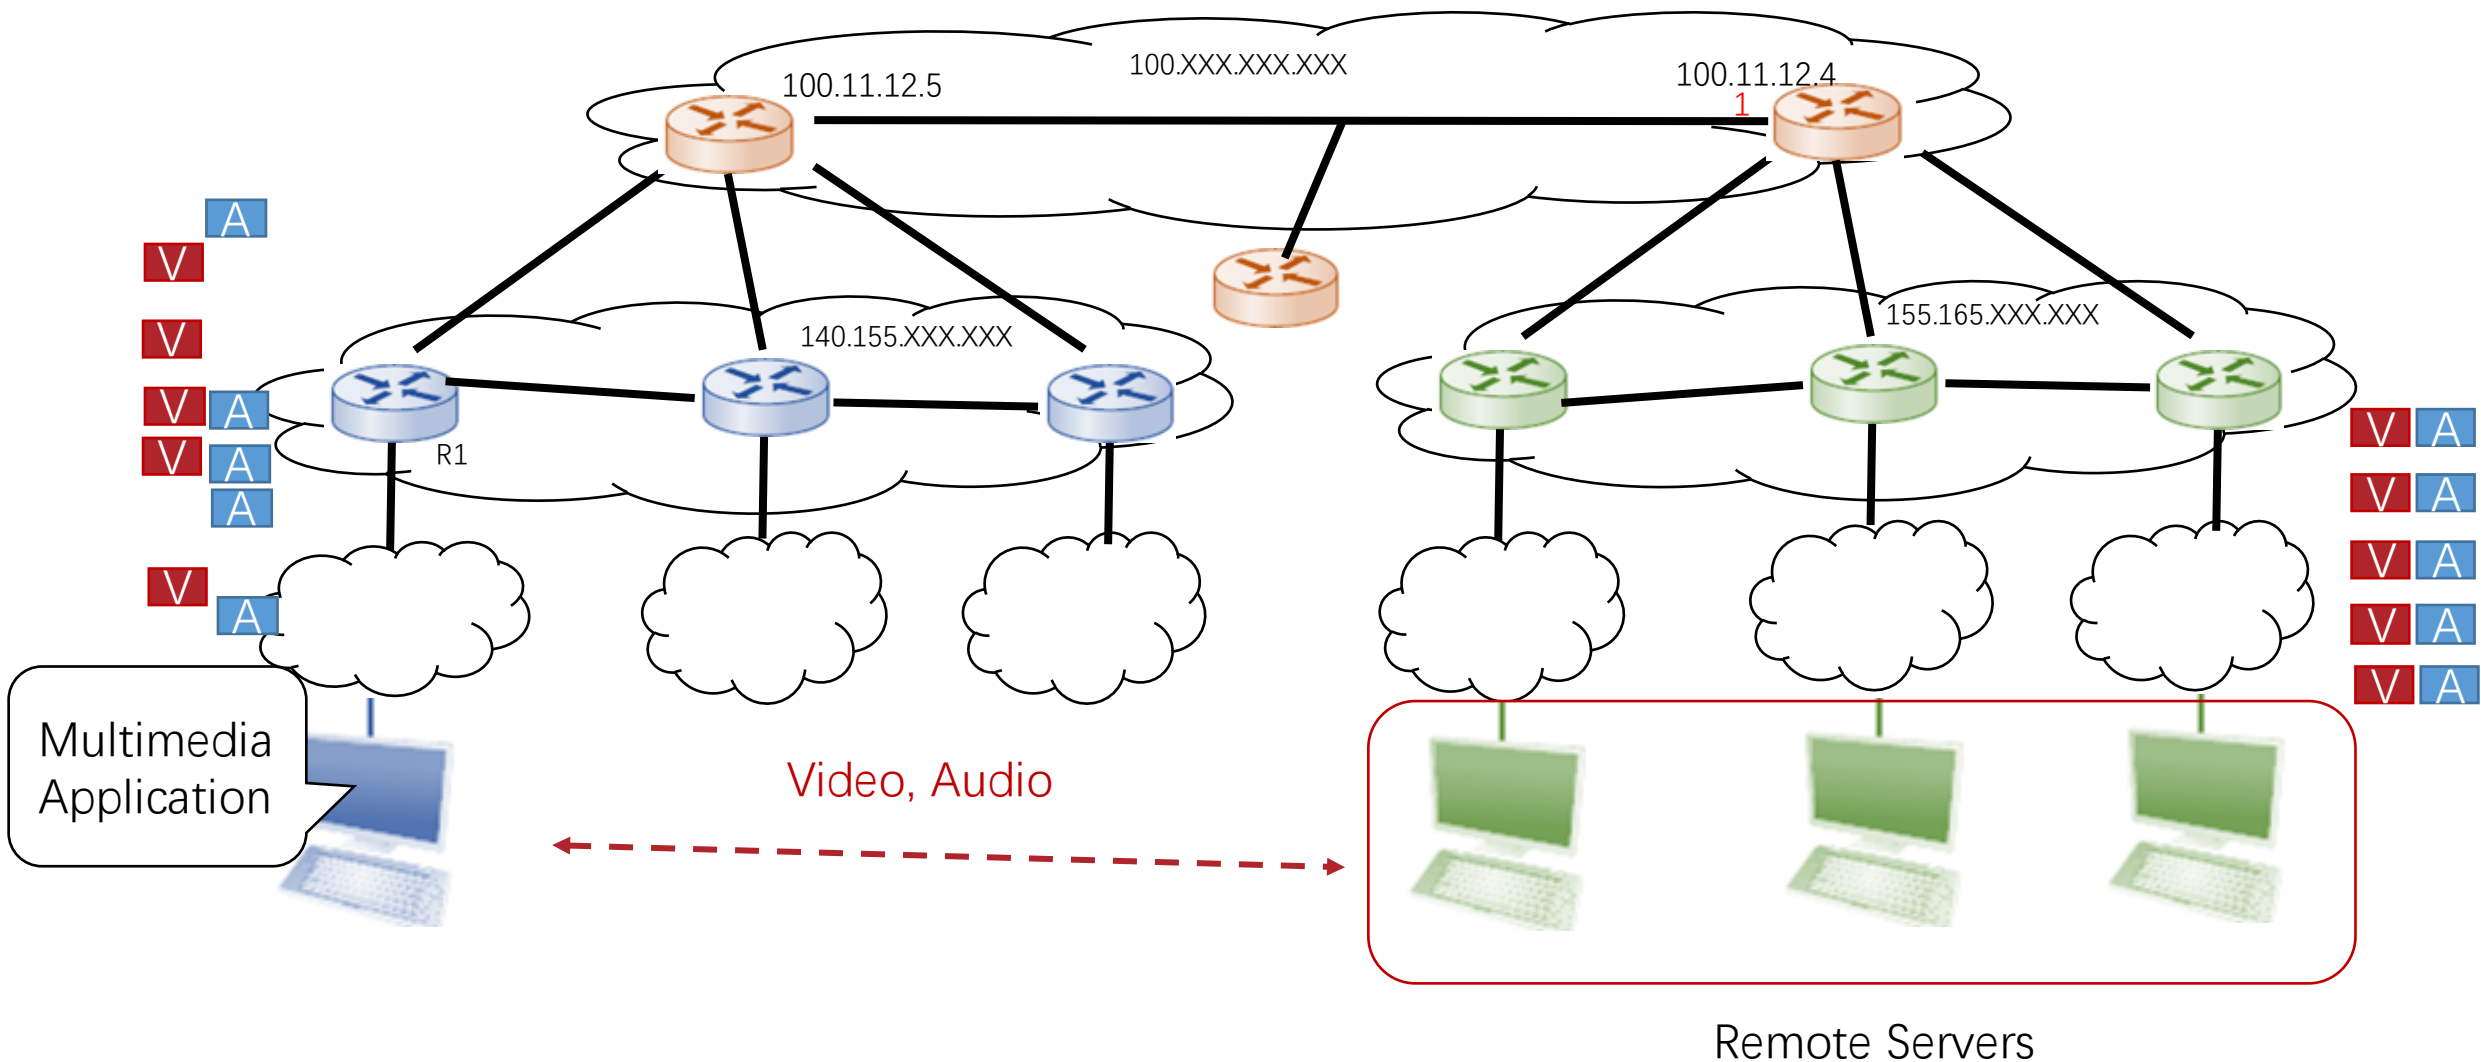 100.XXX.XXX.XXX
100.11.12.5
100.11.12.4
1
A
V
V
140.155.XXX.XXX
155.165.XXX.XXX
V A
V A
A
R1
V
A
V A
V A
V A
V A
V A
Multimedia
Application
Video, Audio
Remote Servers